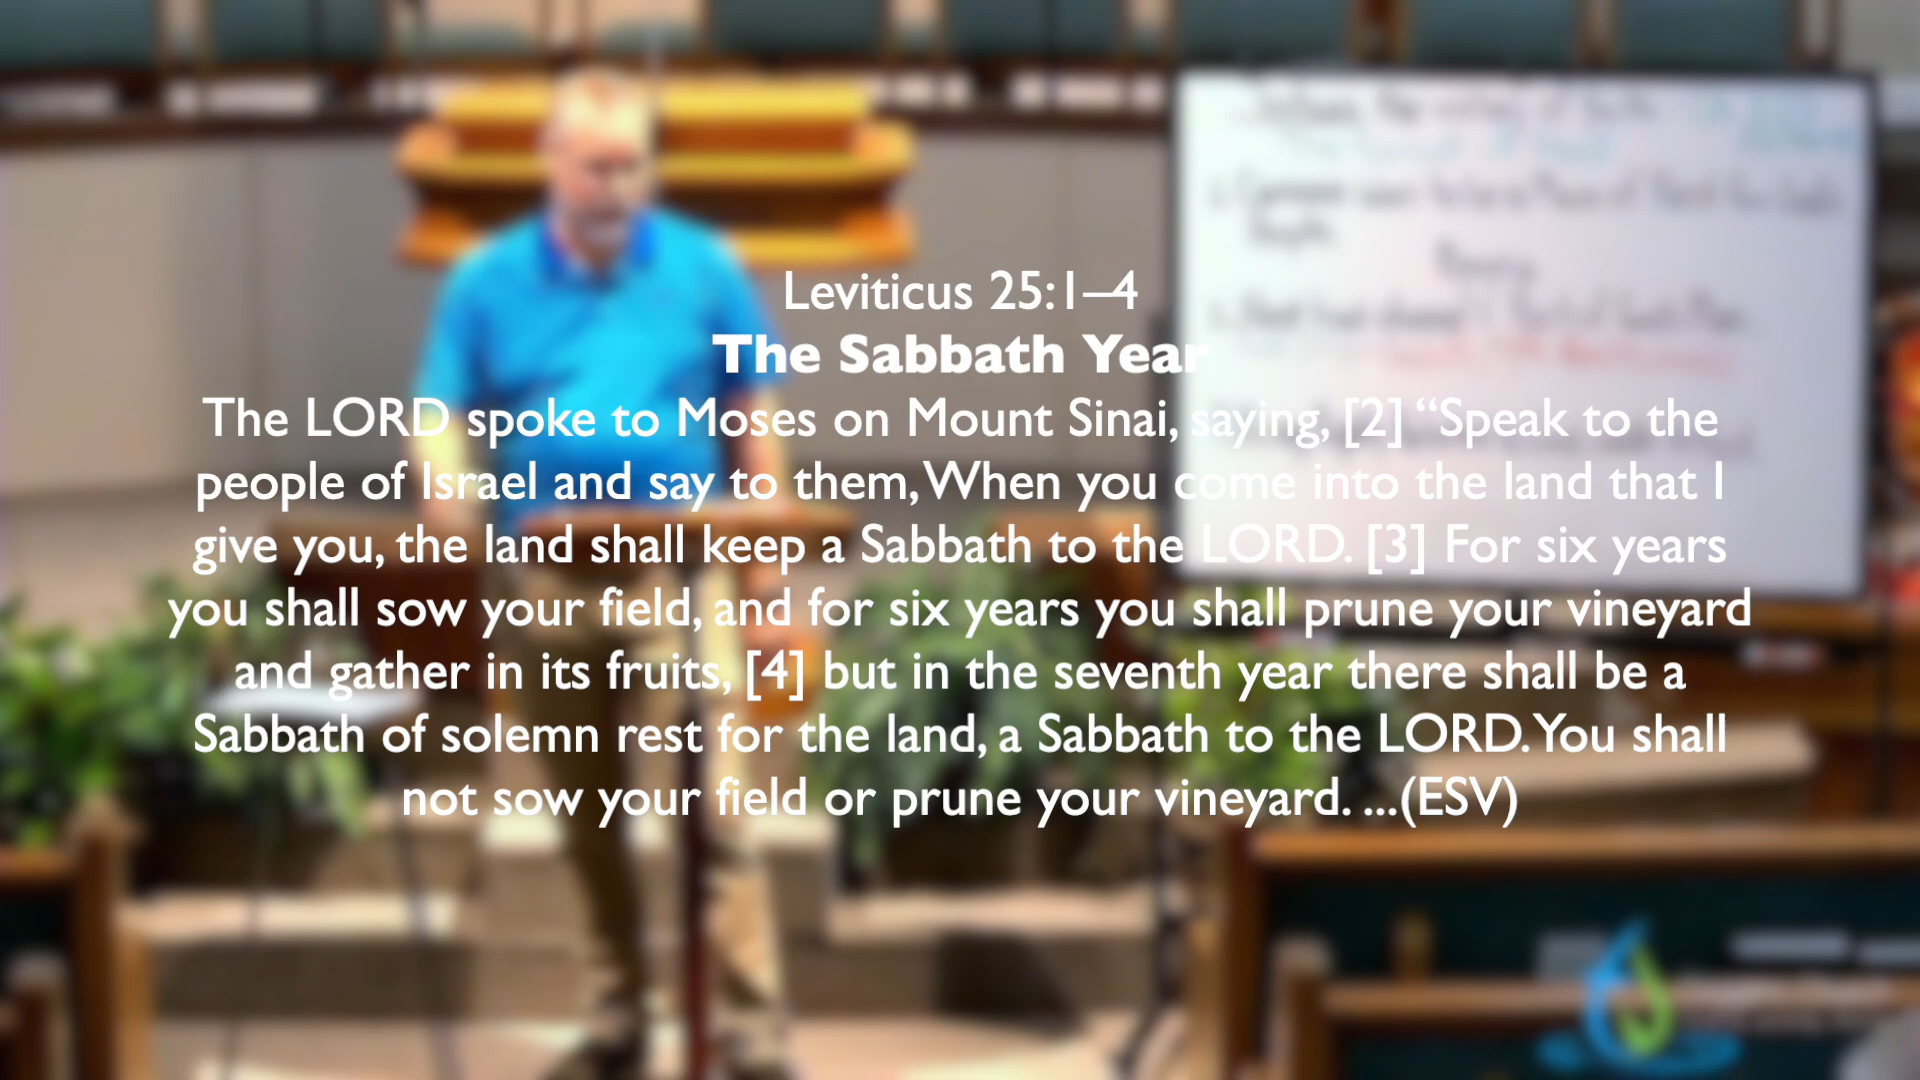 Leviticus 25:1–4
The Sabbath Year
The LORD spoke to Moses on Mount Sinai, saying, [2] “Speak to the
people of Israel and say to them, When you come into the land that I
give you, the land shall keep a Sabbath to the LORD. [3] For six years
you shall sow your field, and for six years you shall prune your vineyard
and gather in its fruits, [4] but in the seventh year there shall be a
Sabbath of solemn rest for the land, a Sabbath to the LORD. You shall
not sow your field or prune your vineyard. ...(ESV)